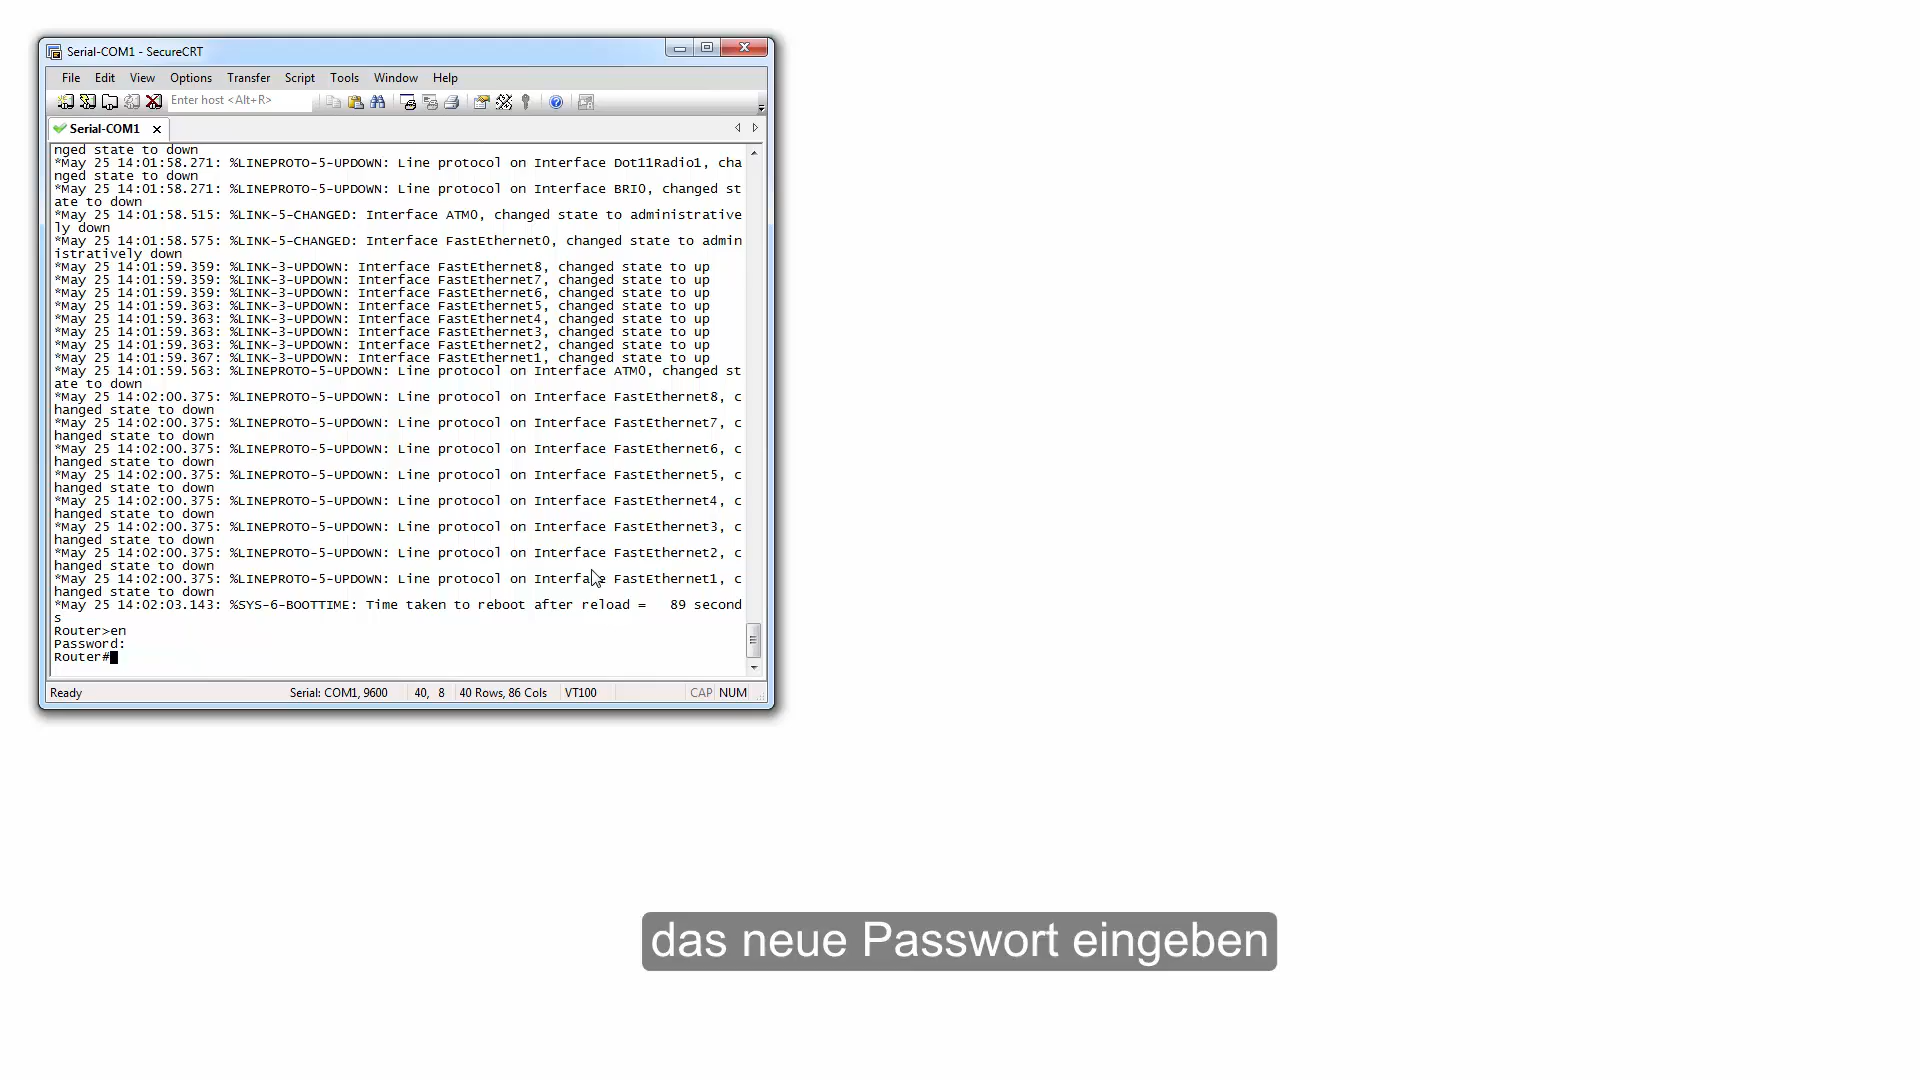 Serial-COM1 - SecureCRT
File Edit View Options Transfer Script Tools Window Help
Enter host <Alt+R>
Serial-COM1
nged state to down
*May 25 14:01:58.271: %LINEPROTO-5-UPDOWN: Line protocol on Interface Dot11Radio1, cha
nged state to down
*May 25 14:01:58.271: %LINEPROTO-5-UPDOWN: Line protocol on Interface BRI0, changed st
ate to down
*May 25 14:01:58.515: %LINK-5-CHANGED: Interface ATM0, changed state to administrative
ly down
*May 25 14:01:58.575: %LINK-5-CHANGED: Interface FastEthernet0, changed state to admin
istratively down
*May 25 14:01:59.359: %LINK-3-UPDOWN: Interface FastEthernet8, changed state to up
*May 25 14:01:59.359: %LINK-3-UPDOWN: Interface FastEthernet7, changed state to up
*May 25 14:01:59.359: %LINK-3-UPDOWN: Interface FastEthernet6, changed state to up
*May 25 14:01:59.363: %LINK-3-UPDOWN: Interface FastEthernet5, changed state to up
*May 25 14:01:59.363: %LINK-3-UPDOWN: Interface FastEthernet4, changed state to up
*May 25 14:01:59.363: %LINK-3-UPDOWN: Interface FastEthernet3, changed state to up
*May 25 14:01:59.363: %LINK-3-UPDOWN: Interface FastEthernet2, changed state to up
*May 25 14:01:59.367: %LINK-3-UPDOWN: Interface FastEthernet1, changed state to up
*May 25 14:01:59.563: %LINEPROTO-5-UPDOWN: Line protocol on Interface ATM0, changed st
ate to down
*May 25 14:02:00.375: %LINEPROTO-5-UPDOWN: Line protocol on Interface FastEthernet8, c
hanged state to down
*May 25 14:02:00.375: %LINEPROTO-5-UPDOWN: Line protocol on Interface FastEthernet7, c
hanged state to down
*May 25 14:02:00.375: %LINEPROTO-5-UPDOWN: Line protocol on Interface FastEthernet6, c
hanged state to down
*May 25 14:02:00.375: %LINEPROTO-5-UPDOWN: Line protocol on Interface FastEthernet5, c
hanged state to down
*May 25 14:02:00.375: %LINEPROTO-5-UPDOWN: Line protocol on Interface FastEthernet4, c
hanged state to down
*May 25 14:02:00.375: %LINEPROTO-5-UPDOWN: Line protocol on Interface FastEthernet3, c
hanged state to down
*May 25 14:02:00.375: %LINEPROTO-5-UPDOWN: Line protocol on Interface FastEthernet2, c
hanged state to down
*May 25 14:02:00.375: %LINEPROTO-5-UPDOWN: Line protocol on Interface FastEthernet1, c
hanged state to down
*May 25 14:02:03.143: %SYS-6-BOOTTIME: Time taken to reboot after reload =   89 second
s
Router>en
Password:
Router#
Ready Serial: COM1, 9600 40, 8 40 Rows, 86 Cols VT100 CAP NUM
das neue Passwort eingeben